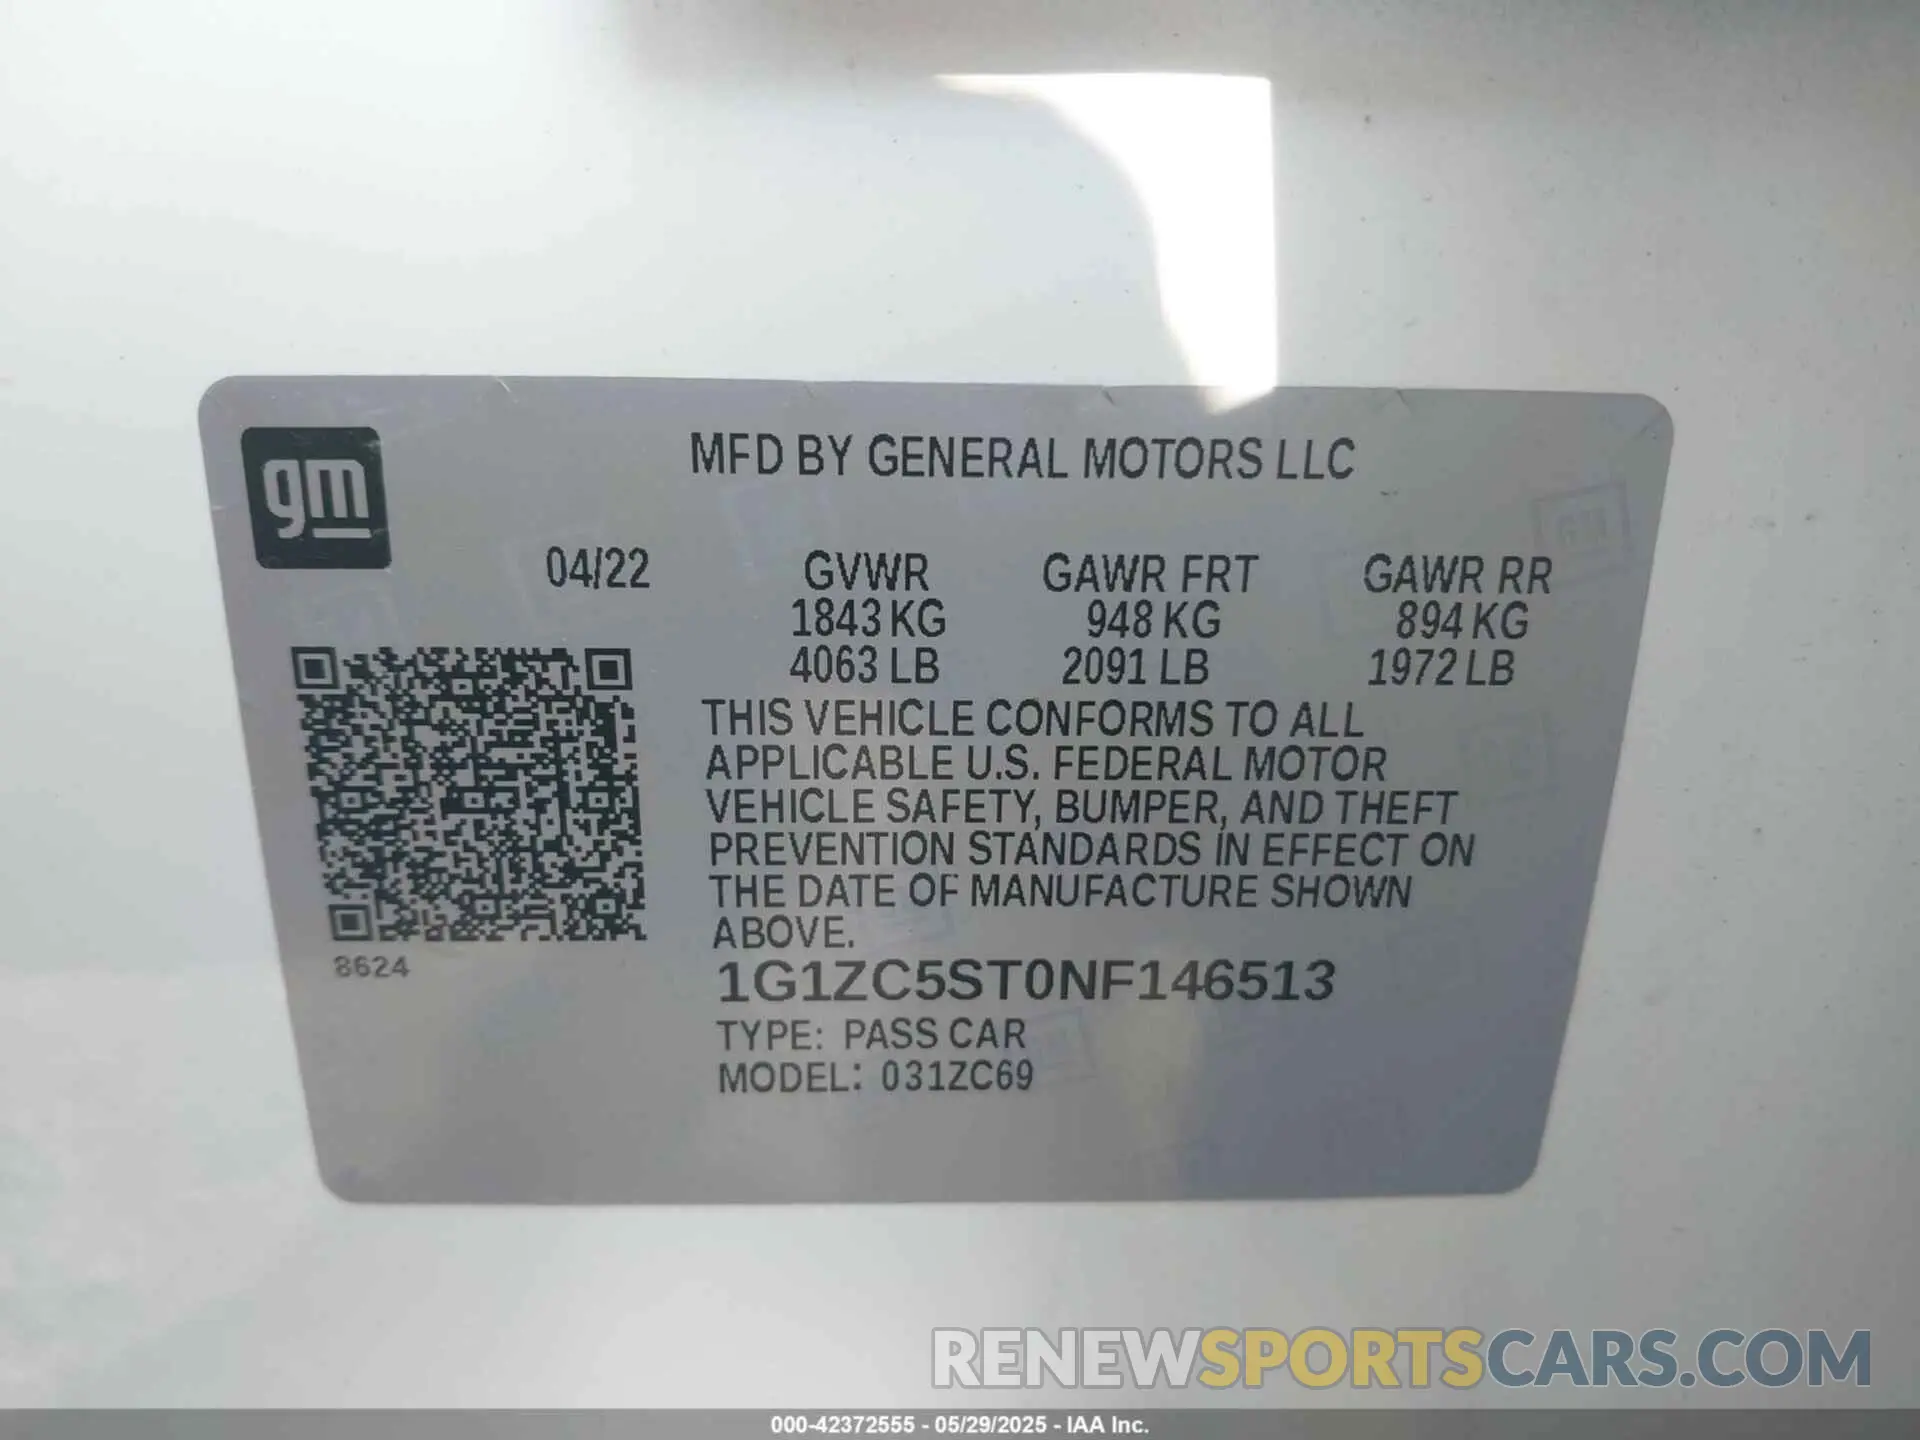 gm
MFD BY GENERAL MOTORS LLC
04/22 GVWR GAWR FRT GAWR RR
1843 KG 948 KG 894 KG
4063 LB 2091 LB 1972 LB
THIS VEHICLE CONFORMS TO ALL
APPLICABLE U.S. FEDERAL MOTOR
VEHICLE SAFETY, BUMPER, AND THEFT
PREVENTION STANDARDS IN EFFECT ON
THE DATE OF MANUFACTURE SHOWN
ABOVE.
8624
1G1ZC5ST0NF146513
TYPE: PASS CAR
MODEL: 031ZC69
RENEWSPORTSCARS.COM
000-42372555 - 05/29/2025 - IAA Inc.